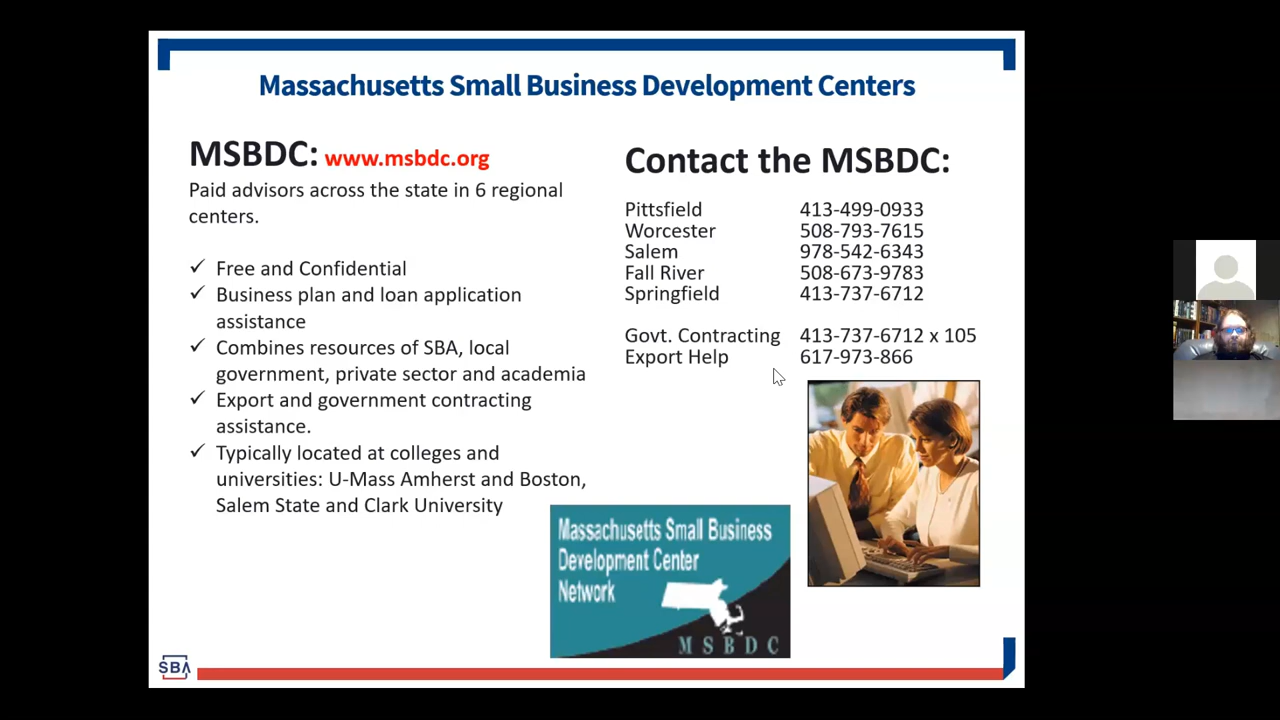 Massachusetts Small Business Development Centers
MSBDC: www.msbdc.org
Paid advisors across the state in 6 regional
centers.
✓ Free and Confidential
✓ Business plan and loan application
assistance
✓ Combines resources of SBA, local
government, private sector and academia
✓ Export and government contracting
assistance.
✓ Typically located at colleges and
universities: U-Mass Amherst and Boston,
Salem State and Clark University
Contact the MSBDC:
Pittsfield 413-499-0933
Worcester 508-793-7615
Salem 978-542-6343
Fall River 508-673-9783
Springfield 413-737-6712
Govt. Contracting 413-737-6712 x 105
Export Help 617-973-866
Massachusetts Small Business
Development Center
Network
MSBDC
SBA